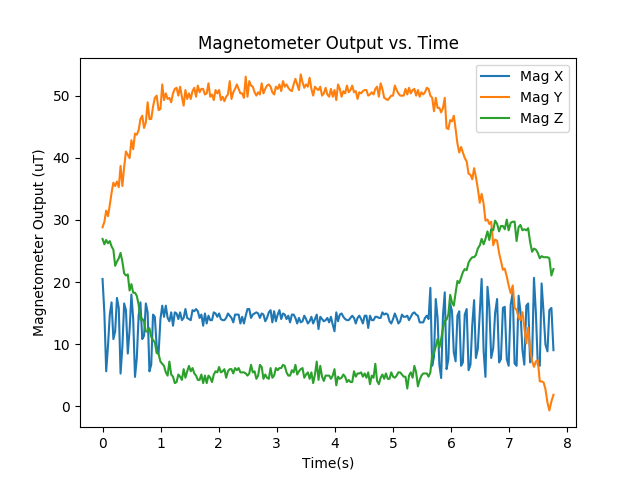 Magnetometer Output vs. Time
Mag X
Mag Y
Mag Z
Magnetometer Output (uT)
50
40
30
20
10
0
0 1 2 3 4 5 6 7 8
Time(s)